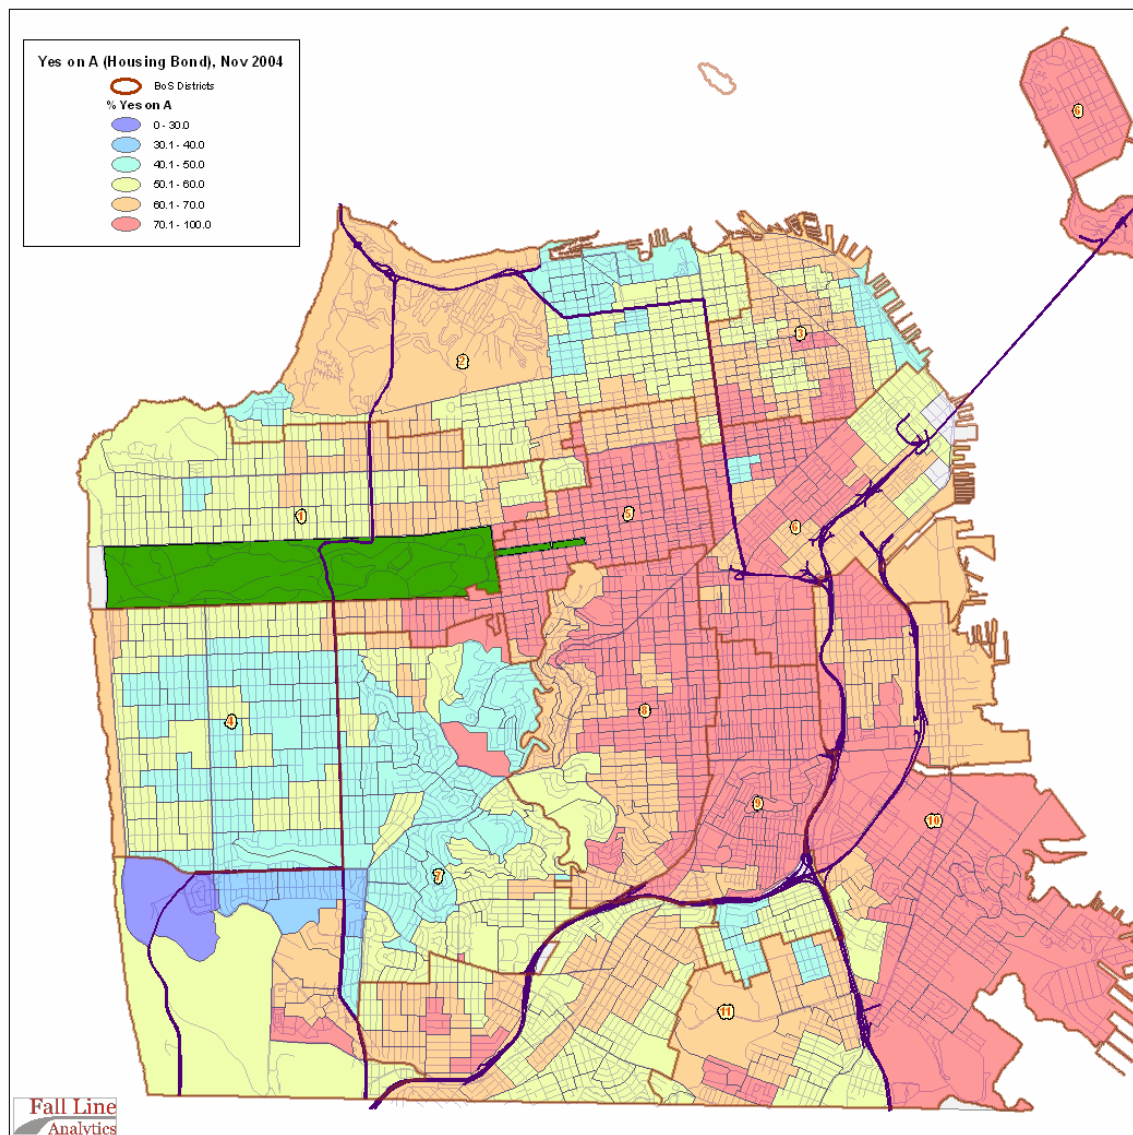 Yes on A (Housing Bond), Nov 2004
BoS Districts
% Yes on A
0 - 30.0
30.1 - 40.0
40.1 - 50.0
50.1 - 60.0
60.1 - 70.0
70.1 - 100.0
6
3
2
1
5
6
8
4
9
10
7
11
Fall Line
Analytics